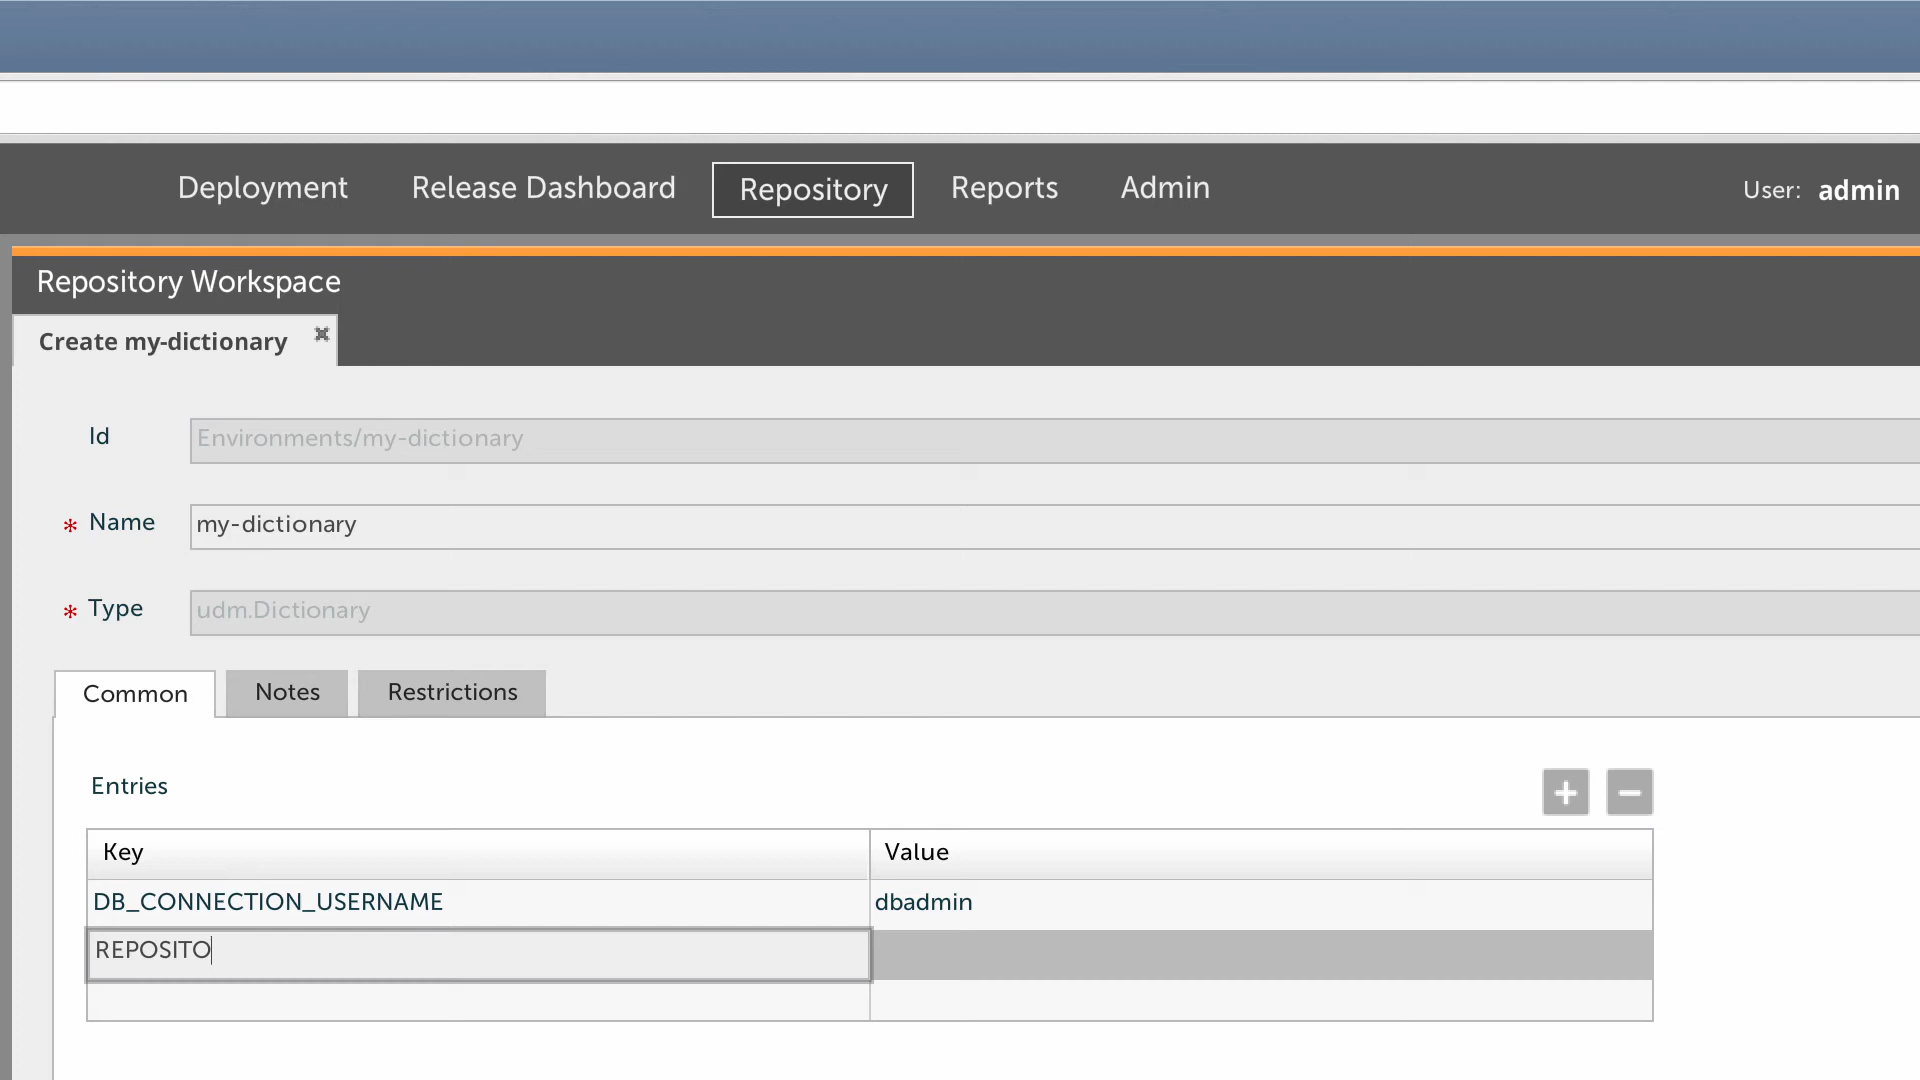 Deployment Release Dashboard Repository Reports Admin User: admin
Repository Workspace
Create my-dictionary
Id Environments/my-dictionary
* Name my-dictionary
* Type udm.Dictionary
Common Notes Restrictions
Entries
Key Value
DB_CONNECTION_USERNAME dbadmin
REPOSITO